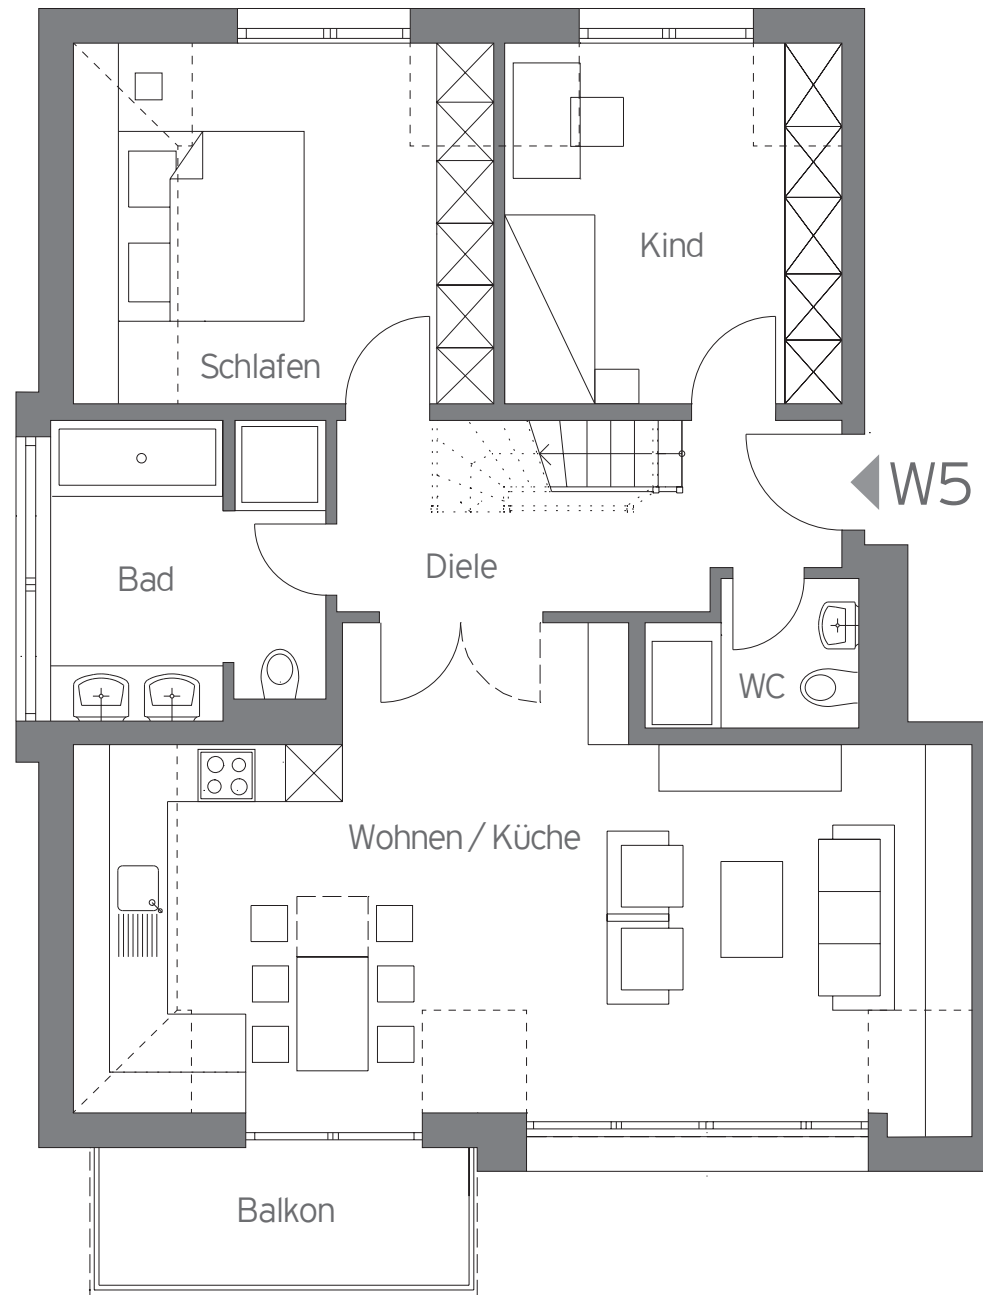 Kind
Schlafen
W5
Diele
Bad
WC
Wohnen / Küche
Balkon